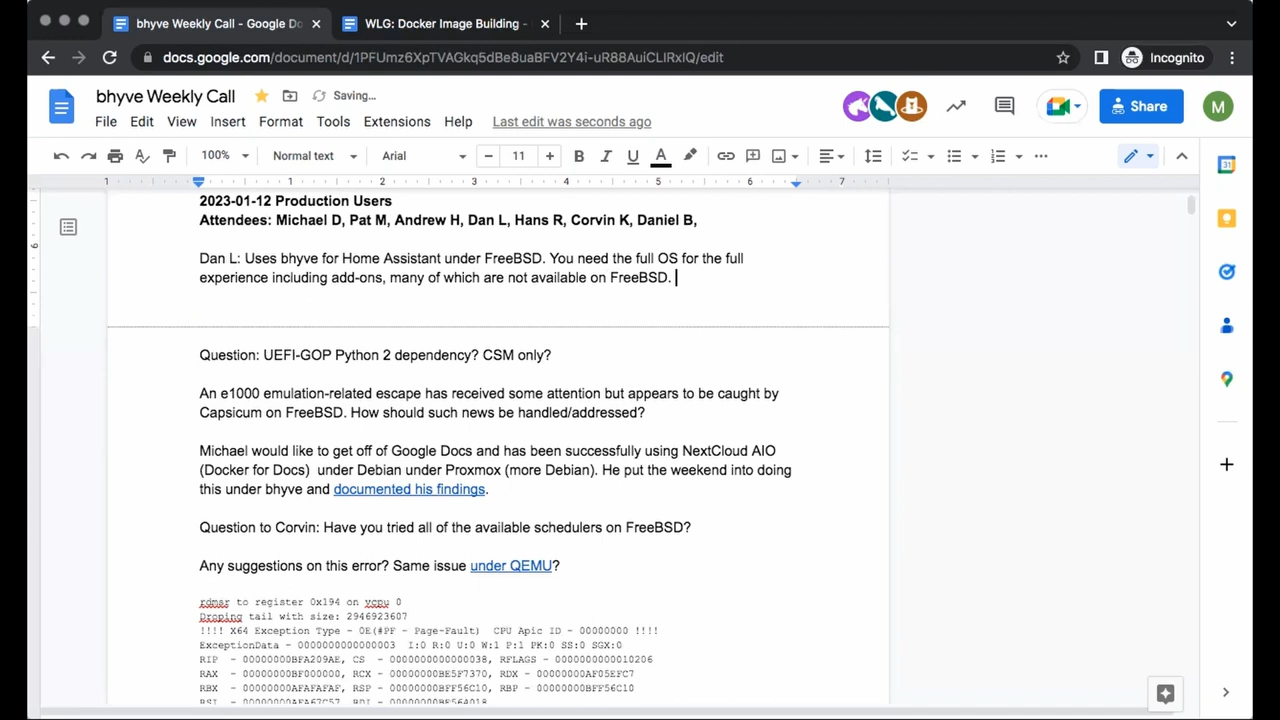 bhyve Weekly Call - Google Do
WLG: Docker Image Building -
docs.google.com/document/d/1PFUmz6XpTVAGkq5dBe8uaBFV2Y4i-uR88AuiCLIRxIQ/edit
Incognito
bhyve Weekly Call
Saving...
Share
M
File Edit View Insert Format Tools Extensions Help Last edit was seconds ago
100% Normal text Arial 11 B I U A
1 1 2 3 4 5 6 7
9
2023-01-12 Production Users
Attendees: Michael D, Pat M, Andrew H, Dan L, Hans R, Corvin K, Daniel B,
Dan L: Uses bhyve for Home Assistant under FreeBSD. You need the full OS for the full
experience including add-ons, many of which are not available on FreeBSD.
Question: UEFI-GOP Python 2 dependency? CSM only?
An e1000 emulation-related escape has received some attention but appears to be caught by
Capsicum on FreeBSD. How should such news be handled/addressed?
Michael would like to get off of Google Docs and has been successfully using NextCloud AIO
(Docker for Docs) under Debian under Proxmox (more Debian). He put the weekend into doing
this under bhyve and documented his findings.
Question to Corvin: Have you tried all of the available schedulers on FreeBSD?
Any suggestions on this error? Same issue under QEMU?
rdmsr to register 0x194 on vcpu 0
Droping tail with size: 2946923607
!!!! X64 Exception Type - 0E(#PF - Page-Fault) CPU Apic ID - 00000000 !!!!
ExceptionData - 0000000000000003 I:0 R:0 U:0 W:1 P:1 PK:0 SS:0 SGX:0
RIP - 00000000BFA209AE, CS - 0000000000000038, RFLAGS - 0000000000010206
RAX - 00000000BF000000, RCX - 00000000BE5F7370, RDX - 00000000AF05EFC7
RBX - 00000000AFAFAFAF, RSP - 00000000BFF56C10, RBP - 00000000BFF56C10
31